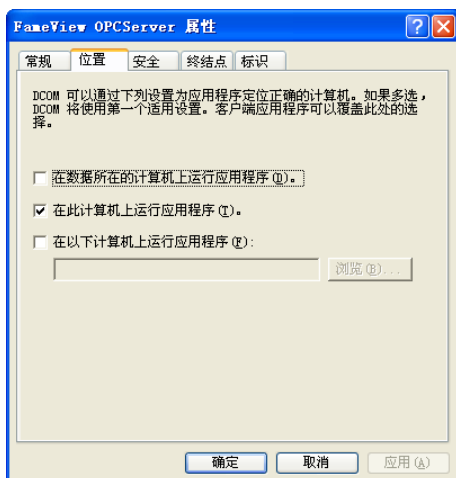 FameView OPCServer 属性
常规 位置 安全 终结点 标识
DCOM 可以通过下列设置为应用程序定位正确的计算机。如果多选，
DCOM 将使用第一个适用设置。客户端应用程序可以覆盖此处的选
择。
在数据所在的计算机上运行应用程序(D)。
在此计算机上运行应用程序(T)。
在以下计算机上运行应用程序(F):
浏览(B)...
确定 取消 应用(A)